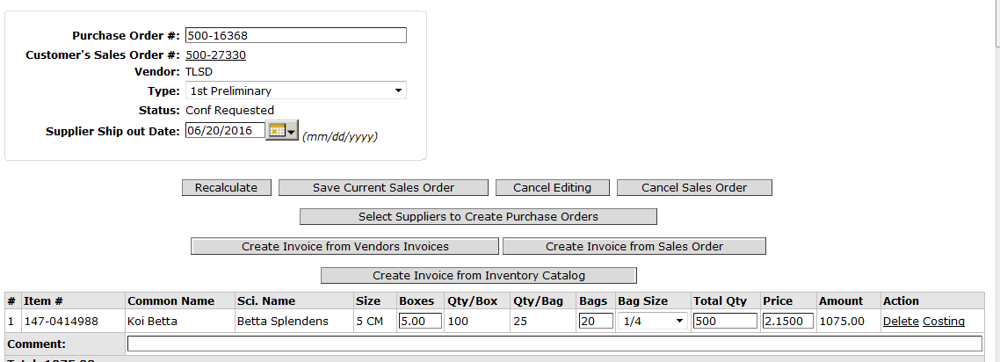 Purchase Order #: 500-16368
Customer's Sales Order #: 500-27330
Vendor: TLSD
Type: 1st Preliminary
Status: Conf Requested
Supplier Ship out Date: 06/20/2016 (mm/dd/yyyy)
Recalculate Save Current Sales Order Cancel Editing Cancel Sales Order
Select Suppliers to Create Purchase Orders
Create Invoice from Vendors Invoices Create Invoice from Sales Order
Create Invoice from Inventory Catalog
# Item # Common Name Sci. Name Size Boxes Qty/Box Qty/Bag Bags Bag Size Total Qty Price Amount Action
1 147-0414988 Koi Betta Betta Splendens 5 CM 5.00 100 25 20 1/4 500 2.1500 1075.00 Delete Costing
Comment: